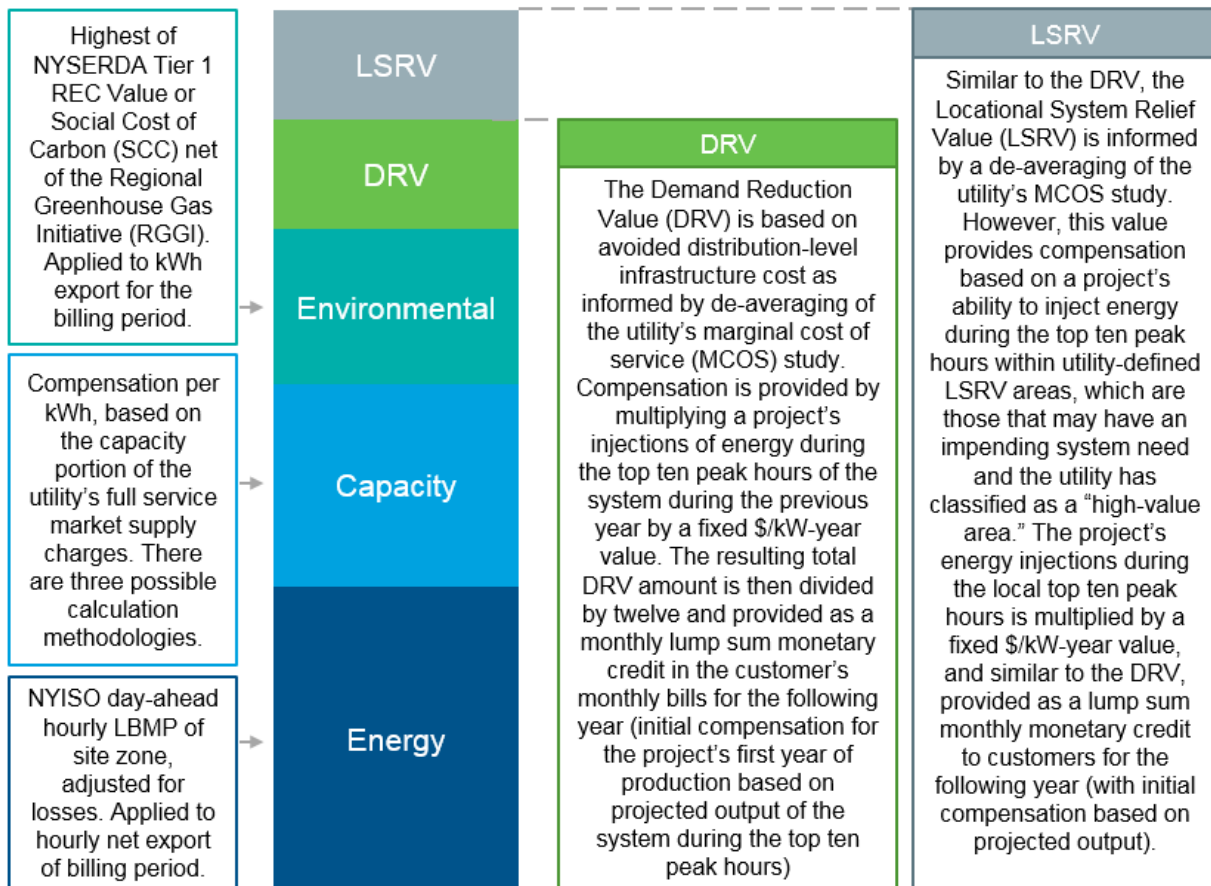 Highest of
NYSERDA Tier 1
REC Value or
Social Cost of
Carbon (SCC) net
of the Regional
Greenhouse Gas
Initiative (RGGI).
Applied to kWh
export for the
billing period.
Compensation per
kWh, based on
the capacity
portion of the
utility’s full service
market supply
charges. There
are three possible
calculation
methodologies.
NYISO day-ahead
hourly LBMP of
site zone,
adjusted for
losses. Applied to
hourly net export
of billing period.
LSRV
DRV
Environmental
Capacity
Energy
DRV
The Demand Reduction
Value (DRV) is based on
avoided distribution-level
infrastructure cost as
informed by de-averaging of
the utility’s marginal cost of
service (MCOS) study.
Compensation is provided by
multiplying a project’s
injections of energy during
the top ten peak hours of the
system during the previous
year by a fixed $/kW-year
value. The resulting total
DRV amount is then divided
by twelve and provided as a
monthly lump sum monetary
credit in the customer’s
monthly bills for the following
year (initial compensation for
the project’s first year of
production based on
projected output of the
system during the top ten
peak hours)
LSRV
Similar to the DRV, the
Locational System Relief
Value (LSRV) is informed
by a de-averaging of the
utility’s MCOS study.
However, this value
provides compensation
based on a project’s
ability to inject energy
during the top ten peak
hours within utility-defined
LSRV areas, which are
those that may have an
impending system need
and the utility has
classified as a “high-value
area.” The project’s
energy injections during
the local top ten peak
hours is multiplied by a
fixed $/kW-year value,
and similar to the DRV,
provided as a lump sum
monthly monetary credit
to customers for the
following year (with initial
compensation based on
projected output).